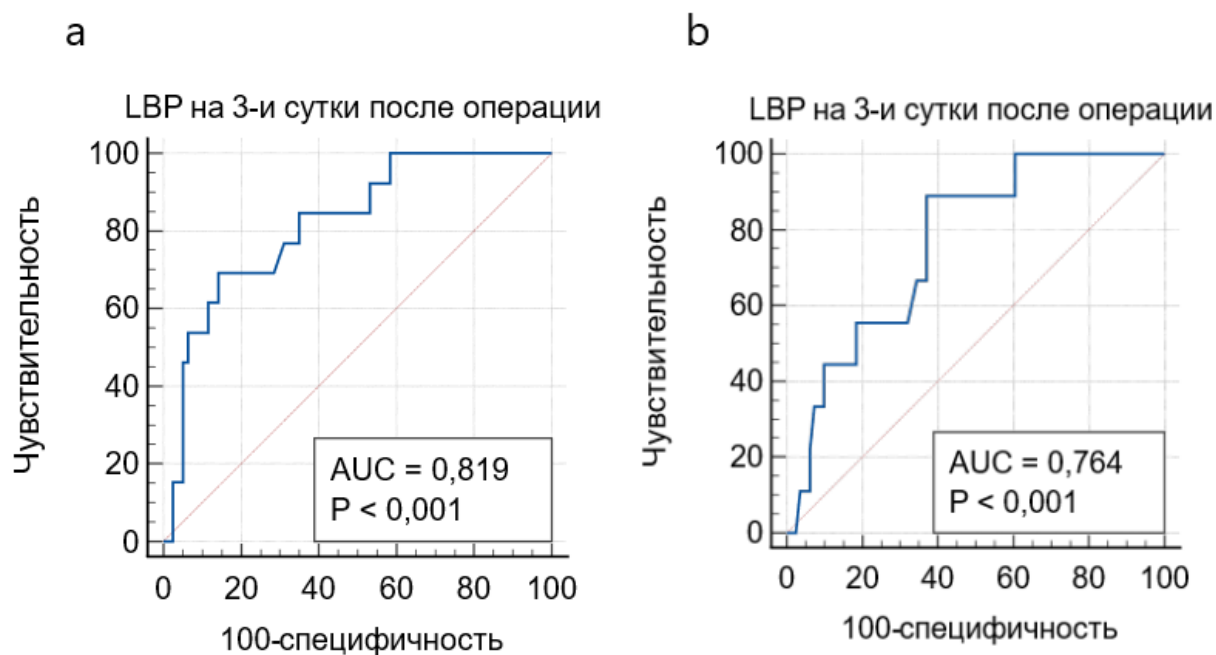 a
LBP на 3-и сутки после операции
Чувствительность
100
80
60
40
20
0
AUC = 0,819
P < 0,001
0 20 40 60 80 100
100-специфичность
b
LBP на 3-и сутки после операции
Чувствительность
100
80
60
40
20
0
AUC = 0,764
P < 0,001
0 20 40 60 80 100
100-специфичность